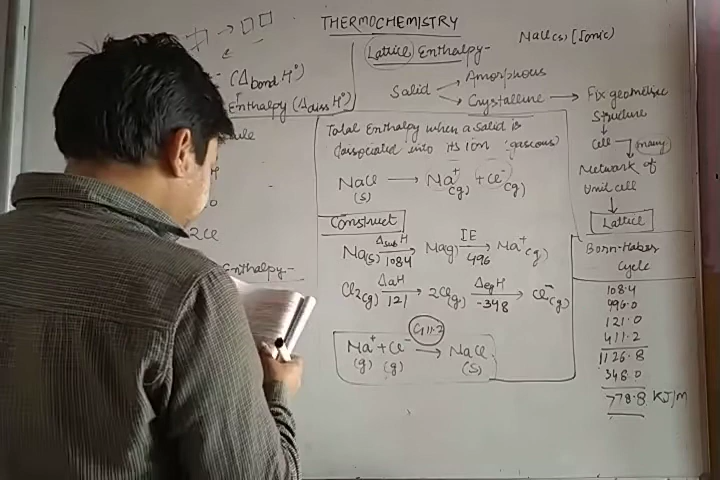 THERMOCHEMISTRY
(Δbond H°)
Enthalpy (Δdiss H°)
2Cl
Enthalpy-
Lattice Enthalpy-
NaCl(s) (Ionic)
Solid
Amorphous
Crystalline → Fix geometric
Structure
Cell → many
Network of
Unit cell
Lattice
Total Enthalpy when a Solid is
dissociated into its ion gaseous
NaCl(s) → Na⁺(g) + Cl⁻(g)
Construct
Na(s) ΔsubH 108.4 → Na(g) IE 496 → Na⁺(g)
Cl2(g) ΔaH 121 → 2Cl(g) ΔegH -348 → Cl⁻(g)
Na⁺(g) + Cl⁻(g) → NaCl(s)
Born-Haber
Cycle
108.4
496.0
121.0
411.2
1126.8
348.0
778.8 KJ/M